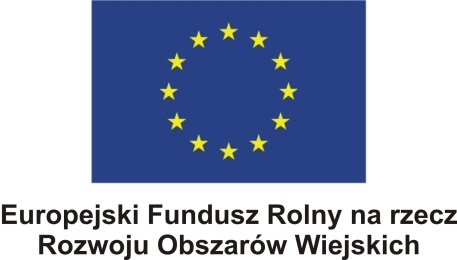 Europejski Fundusz Rolny na rzecz
Rozwoju Obszarów Wiejskich